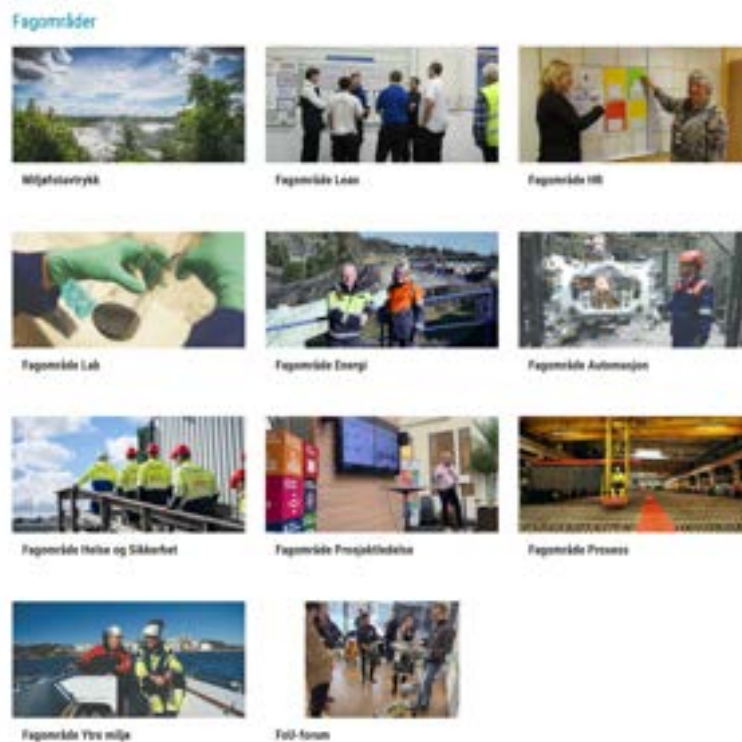 Fagområder
Miljøfotavtrykk
Fagområde Lean
Fagområde HR
Fagområde Lab
Fagområde Energi
Fagområde Automasjon
Fagområde Helse og Sikkerhet
Fagområde Prosjektledelse
Fagområde Prosess
Fagområde Ytre miljø
FoU-forum